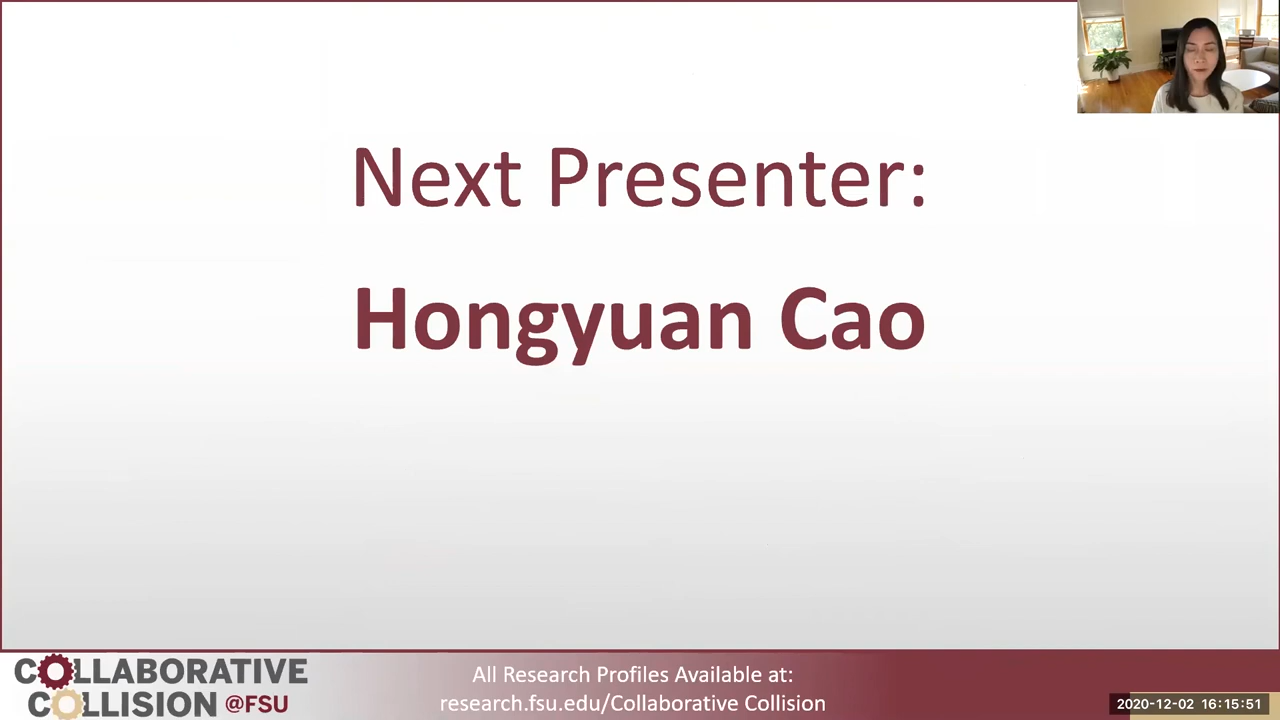 Next Presenter:
Hongyuan Cao
COLLABORATIVE
COLLISION @FSU
All Research Profiles Available at:
research.fsu.edu/Collaborative Collision
2020-12-02 16:15:51